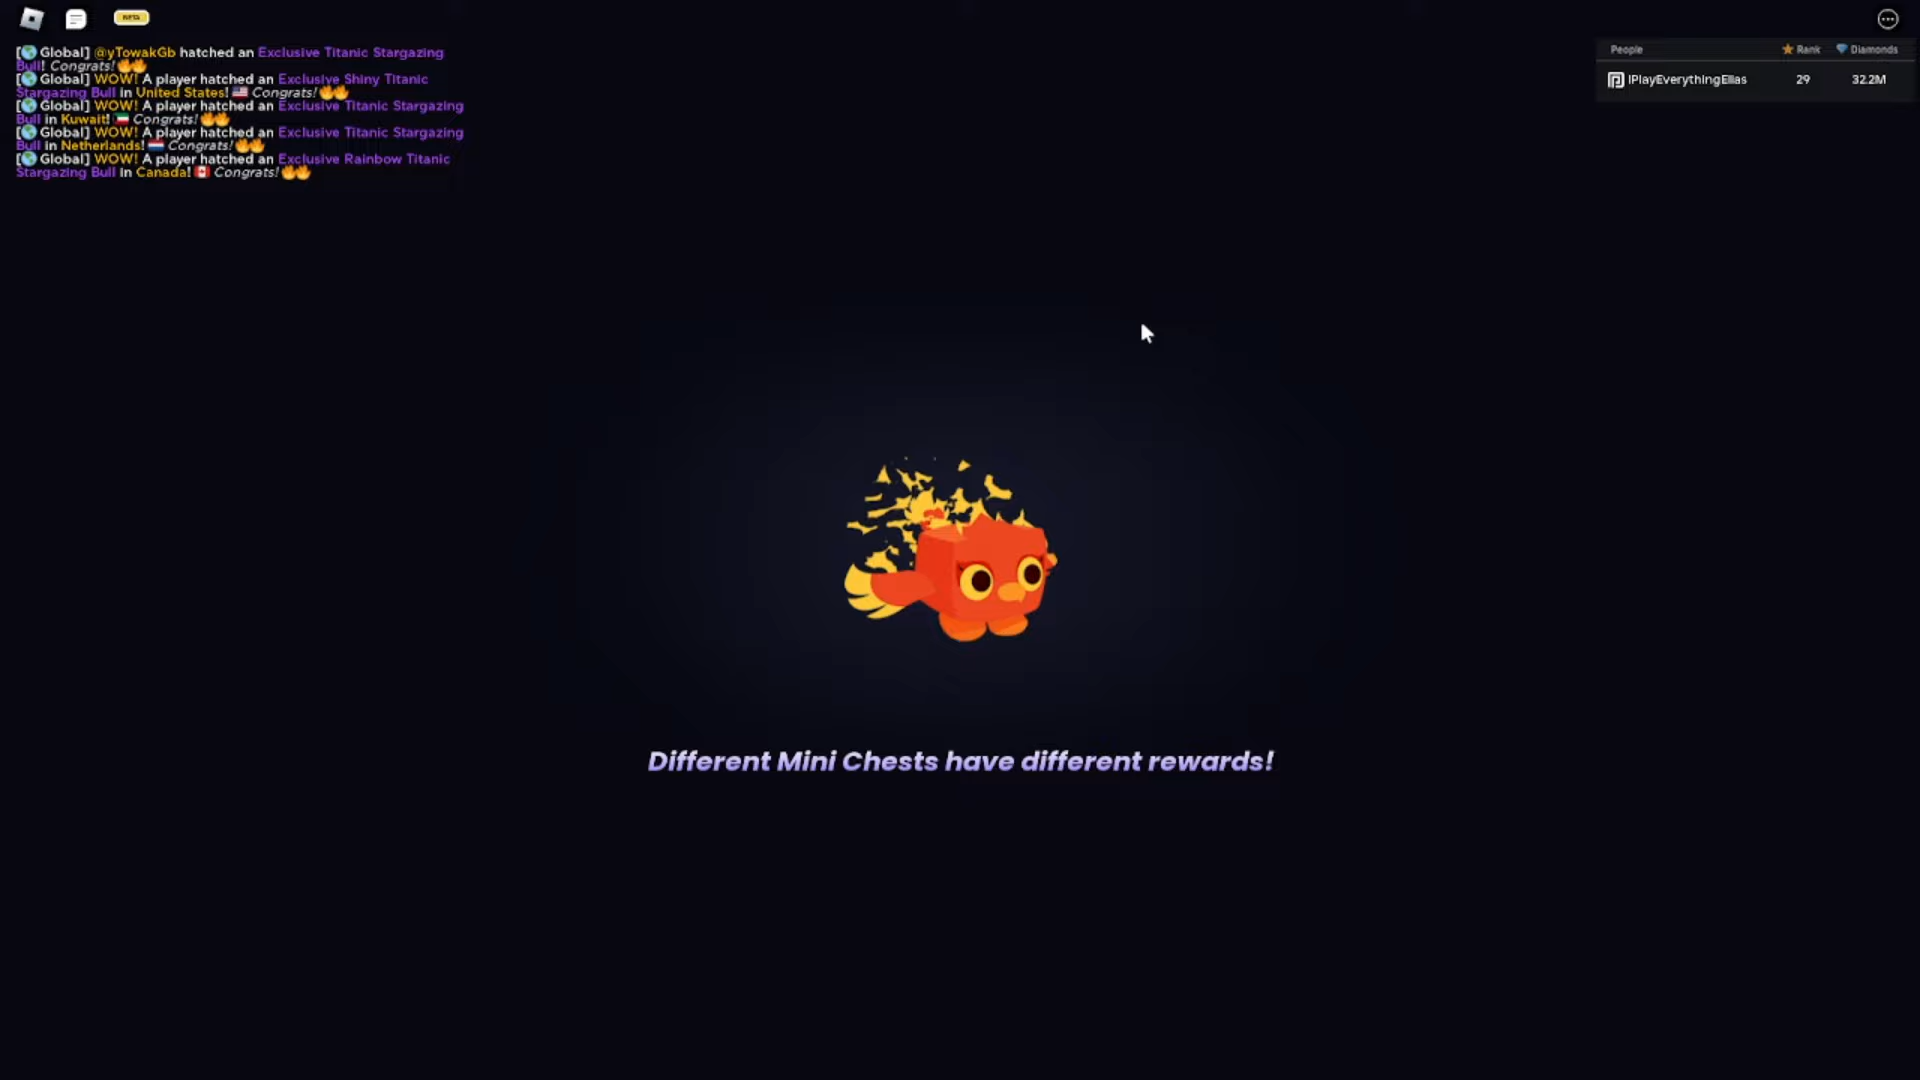 BETA
[Global] @yTowakGb hatched an Exclusive Titanic Stargazing
Bull! Congrats!
[Global] WOW! A player hatched an Exclusive Shiny Titanic
Stargazing Bull in United States! Congrats!
[Global] WOW! A player hatched an Exclusive Titanic Stargazing
Bull in Kuwait! Congrats!
[Global] WOW! A player hatched an Exclusive Titanic Stargazing
Bull in Netherlands! Congrats!
[Global] WOW! A player hatched an Exclusive Rainbow Titanic
Stargazing Bull in Canada! Congrats!
People Rank Diamonds
IPlayEverythingElias 29 32.2M
Different Mini Chests have different rewards!